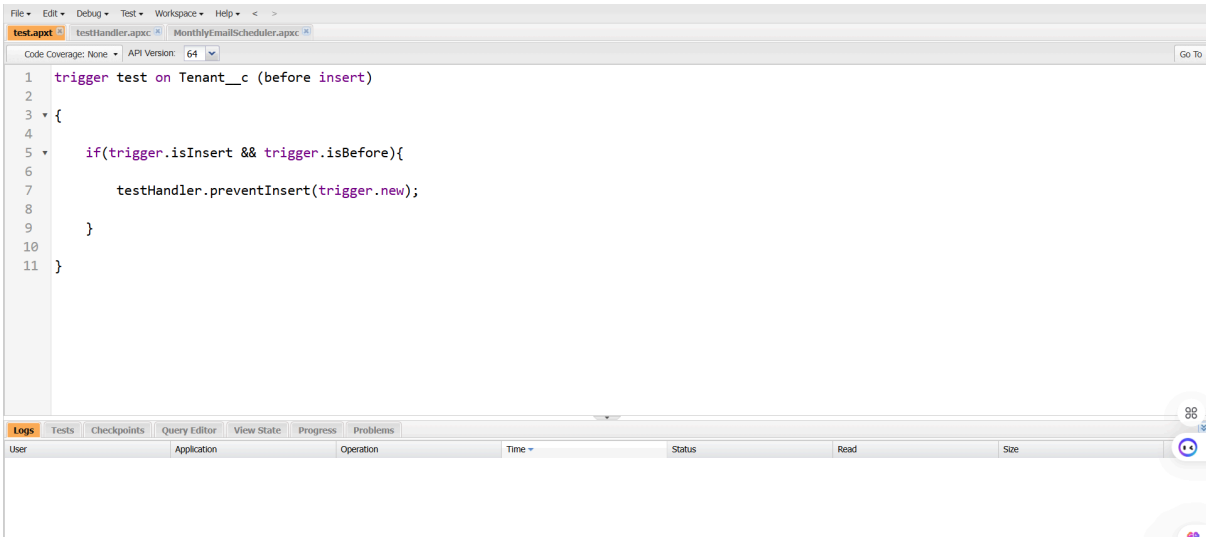 File Edit Debug Test Workspace Help < >
test.apxt testHandler.apxc MonthlyEmailScheduler.apxc
Code Coverage: None API Version: 64 Go To
1 trigger test on Tenant__c (before insert)
2
3 {
4
5 if(trigger.isInsert && trigger.isBefore){
6
7 testHandler.preventInsert(trigger.new);
8
9 }
10
11 }
Logs Tests Checkpoints Query Editor View State Progress Problems
User Application Operation Time Status Read Size